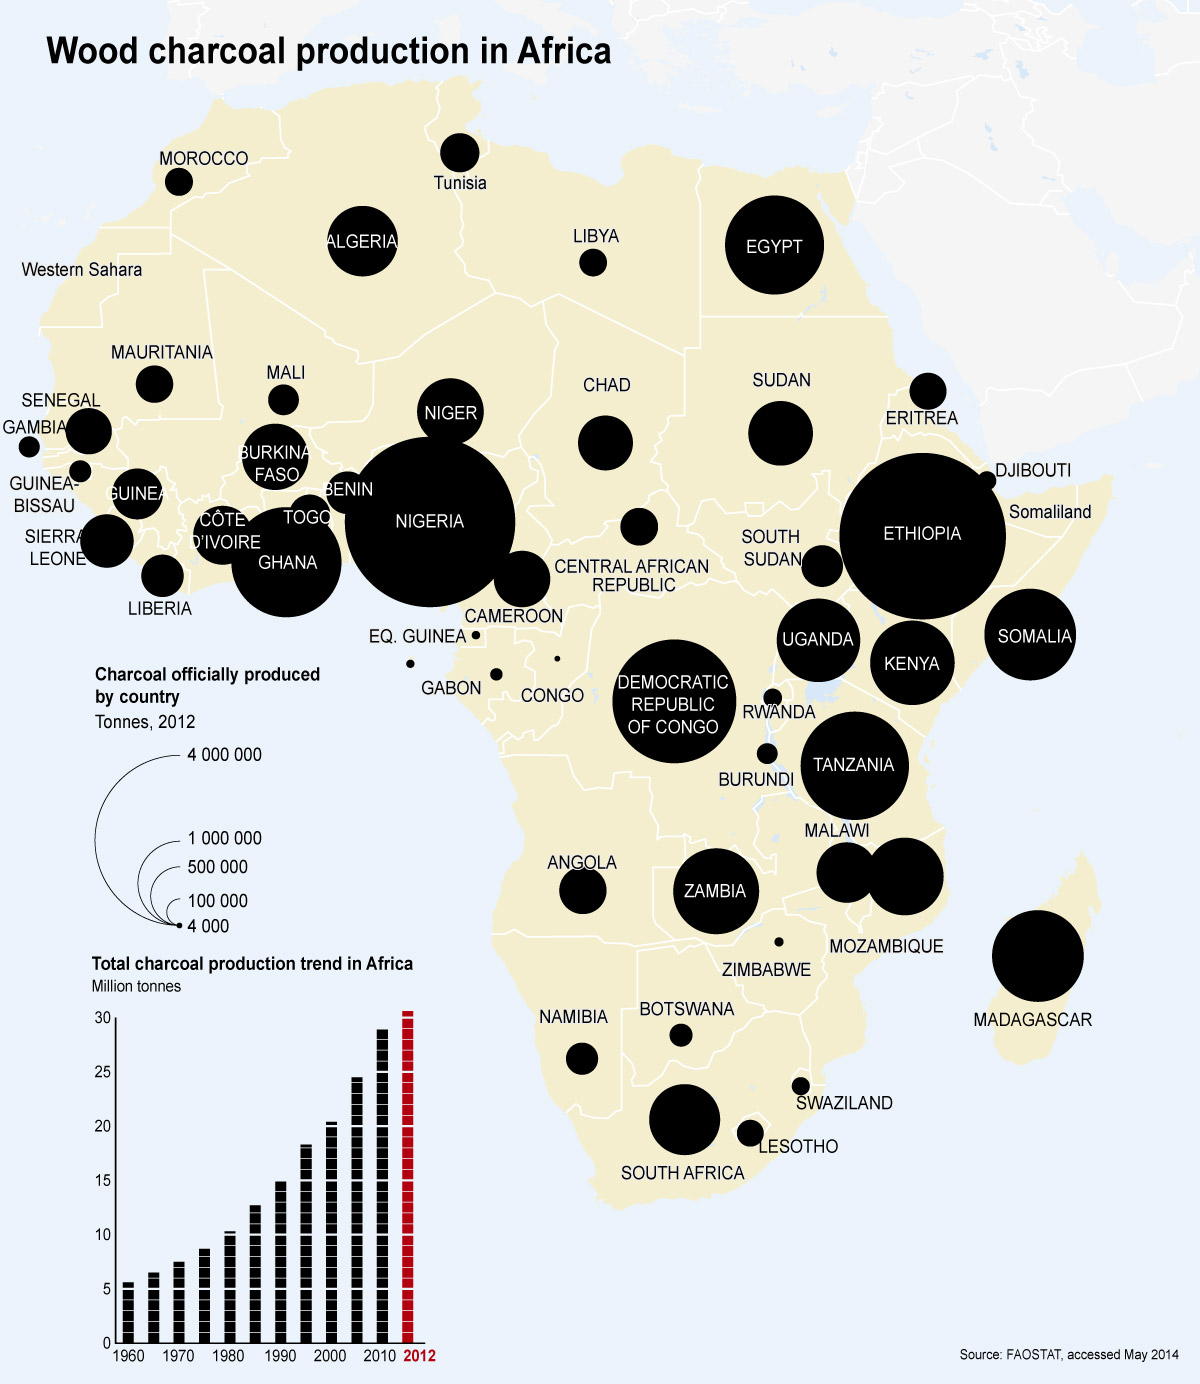 Wood charcoal production in Africa
MOROCCO
Tunisia
ALGERIA
LIBYA
EGYPT
Western Sahara
MAURITANIA
MALI
NIGER
CHAD
SUDAN
ERITREA
SENEGAL
GAMBIA
GUINEA-
BISSAU
GUINEA
SIERRA
LEONE
LIBERIA
BURKINA
FASO
BENIN
TOGO
CÔTE
D'IVOIRE
GHANA
NIGERIA
CAMEROON
CENTRAL AFRICAN
REPUBLIC
SOUTH
SUDAN
ETHIOPIA
DJIBOUTI
Somaliland
SOMALIA
UGANDA
KENYA
EQ. GUINEA
GABON
CONGO
DEMOCRATIC
REPUBLIC
OF CONGO
RWANDA
BURUNDI
TANZANIA
MALAWI
ANGOLA
ZAMBIA
MOZAMBIQUE
ZIMBABWE
MADAGASCAR
NAMIBIA
BOTSWANA
SWAZILAND
LESOTHO
SOUTH AFRICA
Charcoal officially produced
by country
Tonnes, 2012
4 000 000
1 000 000
500 000
100 000
4 000
Total charcoal production trend in Africa
Million tonnes
30
25
20
15
10
5
0
1960 1970 1980 1990 2000 2010 2012
Source: FAOSTAT, accessed May 2014